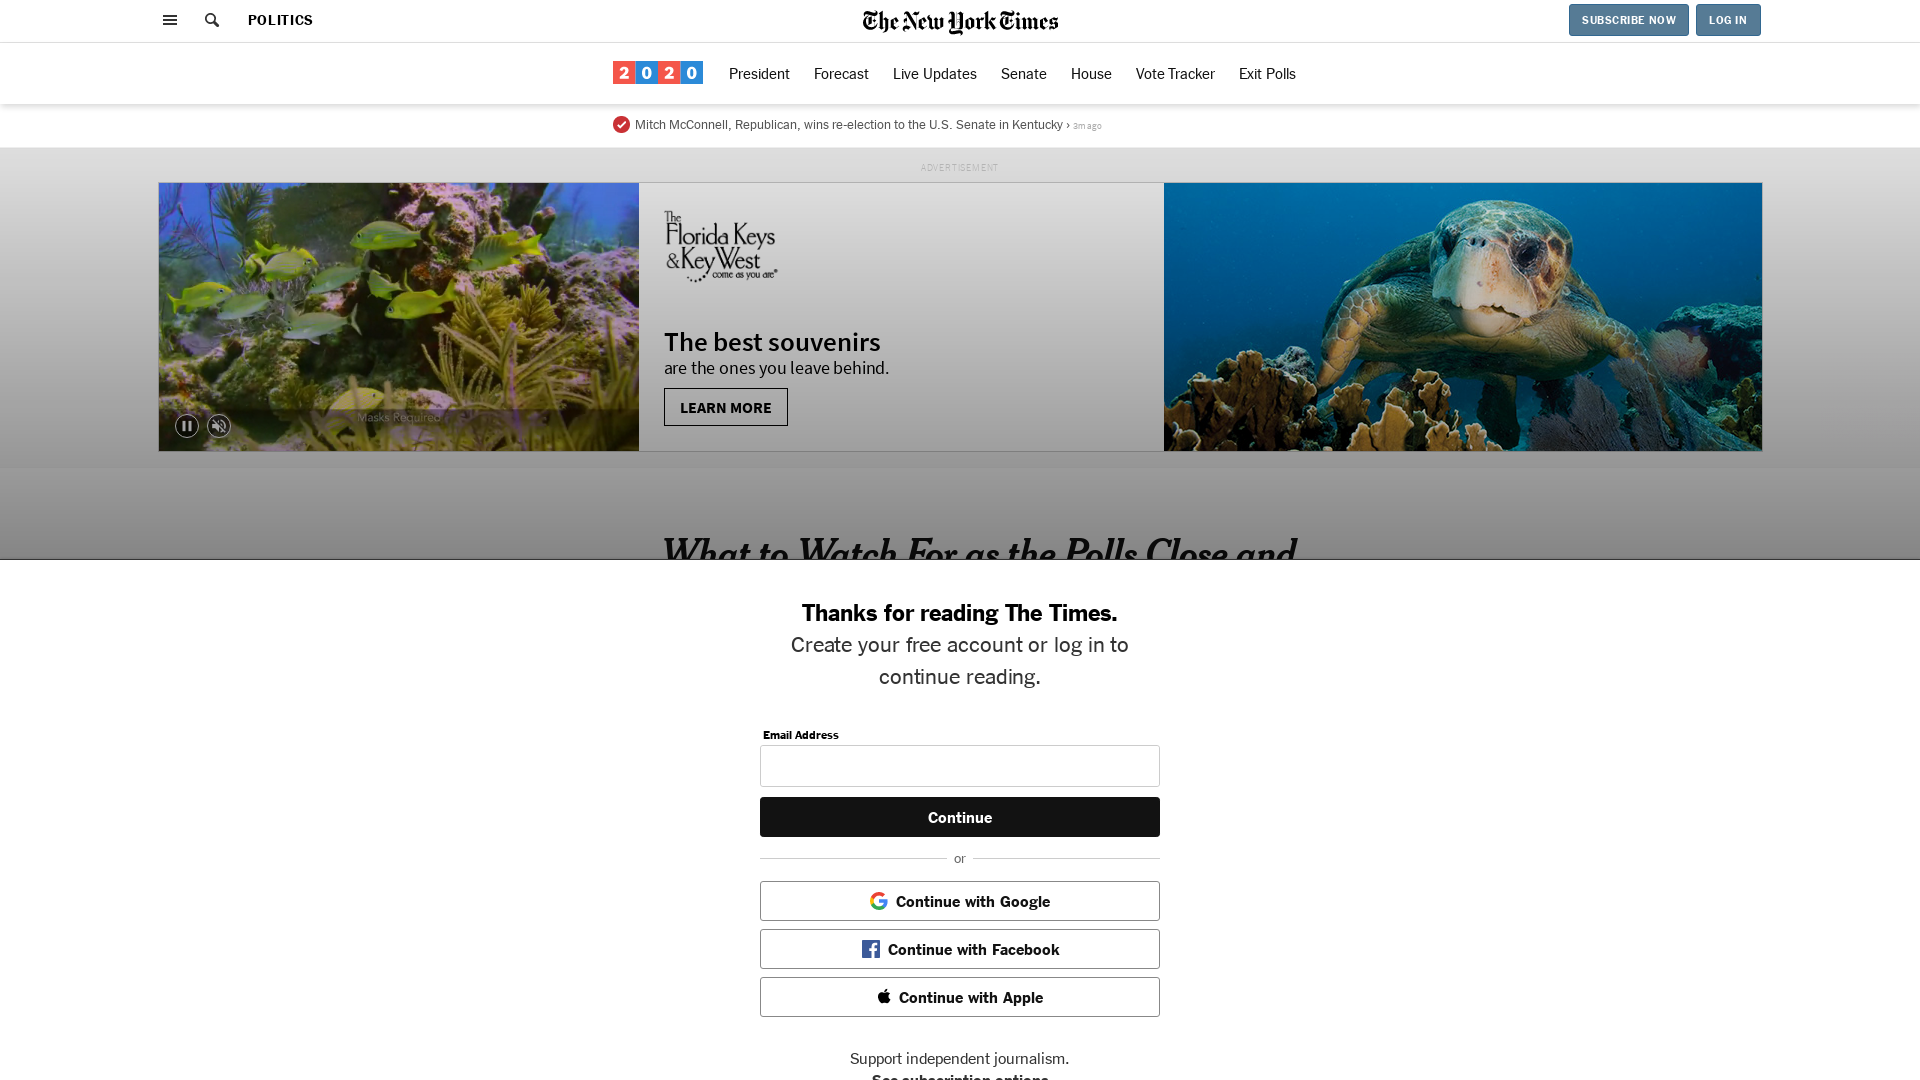 POLITICS
The New York Times
SUBSCRIBE NOW
LOG IN
2020
President
Forecast
Live Updates
Senate
House
Vote Tracker
Exit Polls
Mitch McConnell, Republican, wins re-election to the U.S. Senate in Kentucky › 3m ago
ADVERTISEMENT
The
Florida Keys
& Key West
come as you are®
The best souvenirs
are the ones you leave behind.
LEARN MORE
Masks Required
What to Watch For as the Polls Close and
Thanks for reading The Times.
Create your free account or log in to
continue reading.
Email Address
Continue
or
Continue with Google
Continue with Facebook
Continue with Apple
Support independent journalism.
See subscription options